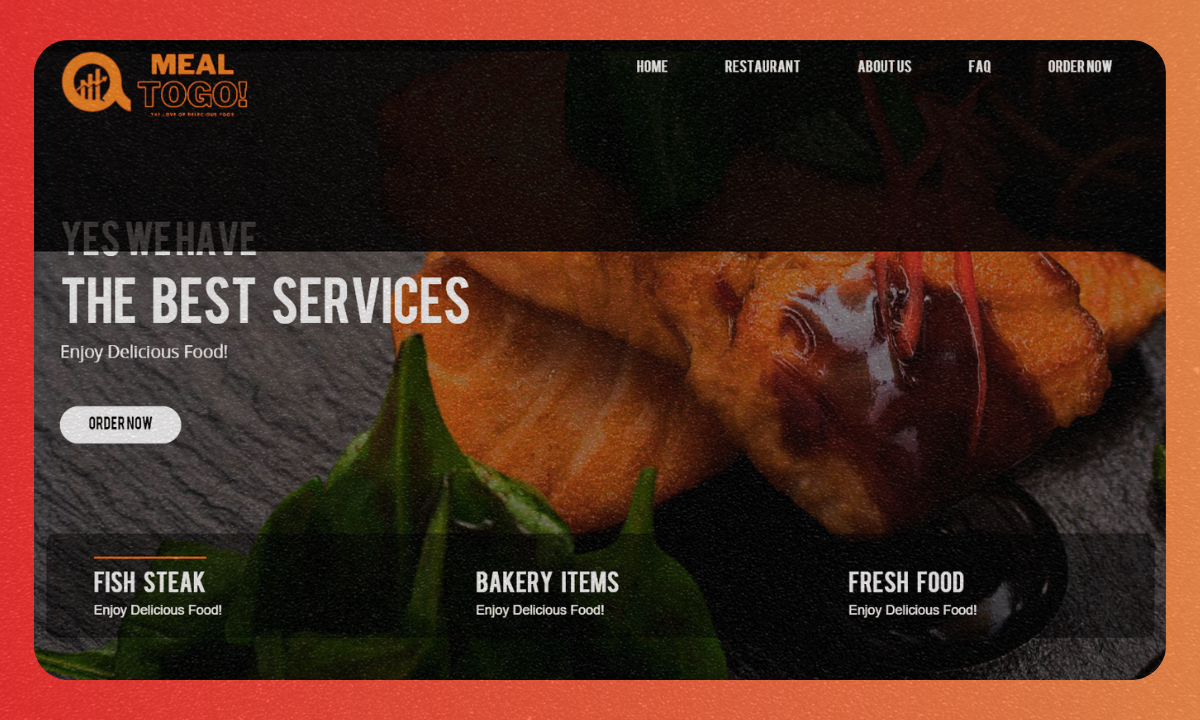 MEAL
TOGO!
THE LOVE OF DELICIOUS FOOD
HOME RESTAURANT ABOUT US FAQ ORDER NOW
YES WE HAVE
THE BEST SERVICES
Enjoy Delicious Food!
ORDER NOW
FISH STEAK
Enjoy Delicious Food!
BAKERY ITEMS
Enjoy Delicious Food!
FRESH FOOD
Enjoy Delicious Food!